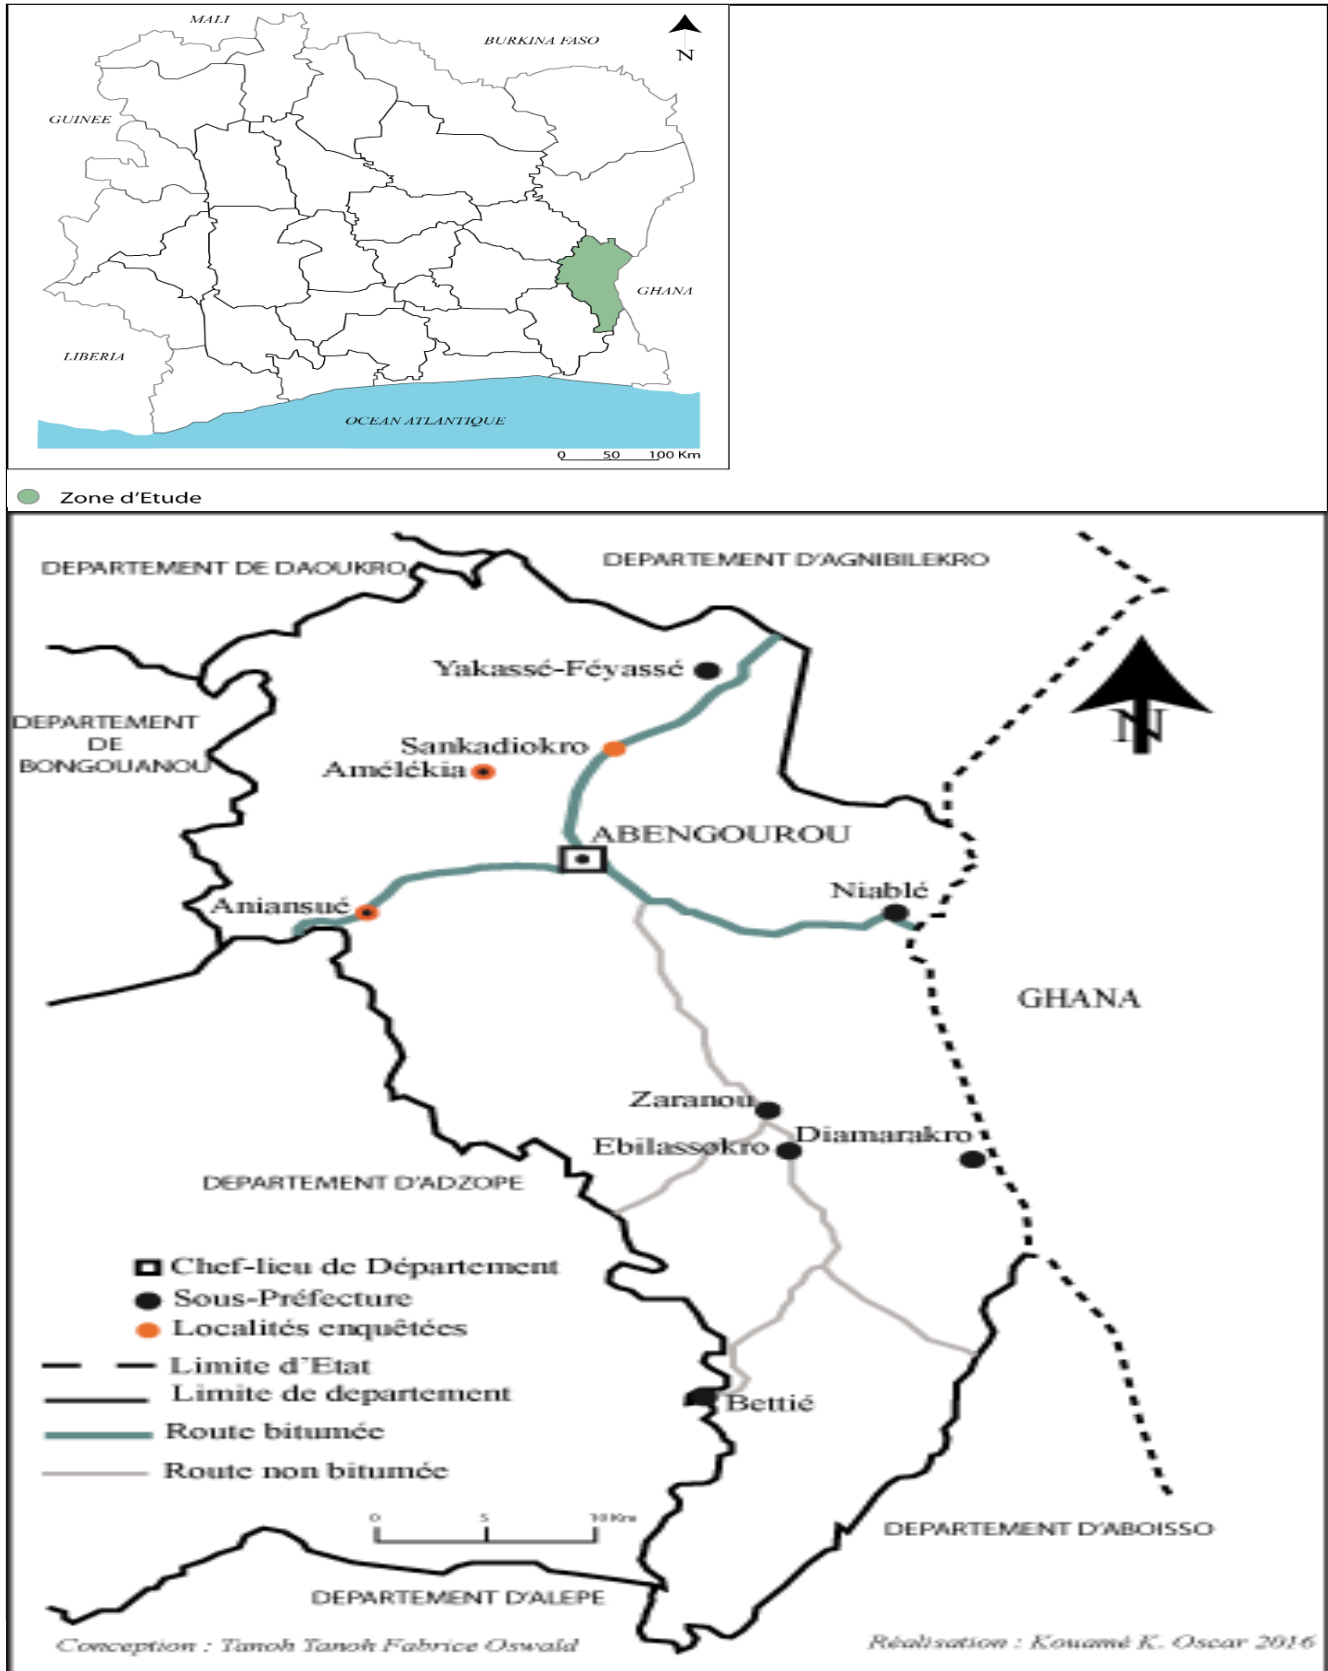 MALI
BURKINA FASO
N
GUINEE
GHANA
LIBERIA
OCEAN ATLANTIQUE
0 50 100 Km
Zone d'Etude
DEPARTEMENT DE DAOUKRO
DEPARTEMENT D'AGNIBILEKRO
Yakassé-Féyassé
N
DEPARTEMENT
DE
BONGOUANOU
Sankadiokro
Amélékia
ABENGOUROU
Niablé
Aniansué
GHANA
Zaranou
Diamarakro
Ebilassokro
DEPARTEMENT D'ADZOPE
Chef-lieu de Département
Sous-Préfecture
Localités enquêtées
Limite d'Etat
Limite de departement
Bettié
Route bitumée
Route non bitumée
0 5 10 Km
DEPARTEMENT D'ABOISSO
DEPARTEMENT D'ALEPE
Conception : Tanoh Tanoh Fabrice Oswald
Réalisation : Kouamé K. Oscar 2016